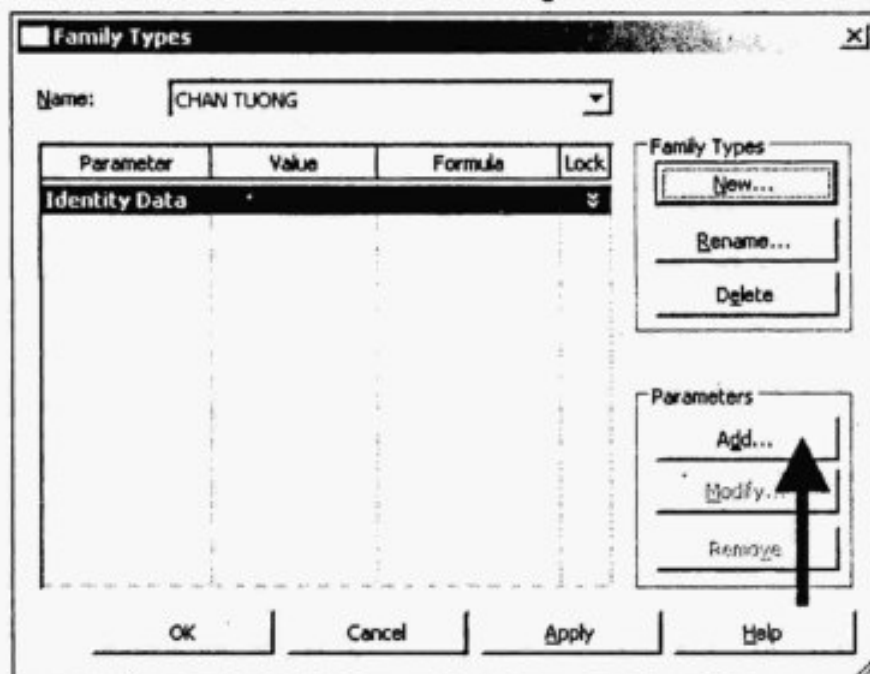 Family Types
Name: CHAN TUONG
Parameter Value Formula Lock
Identity Data
Family Types
New...
Rename...
Delete
Parameters
Add...
Modify...
Remove
OK Cancel Apply Help